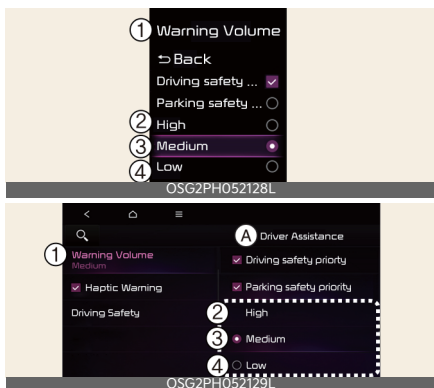 1 Warning Volume
Back
Driving safety ...
Parking safety ...
2 High
3 Medium
4 Low
OSG2PH052128L
A Driver Assistance
1 Warning Volume
Medium
Driving safety priorty
Haptic Warning
Parking safety priority
Driving Safety
2 High
3 Medium
4 Low
OSG2PH052129L